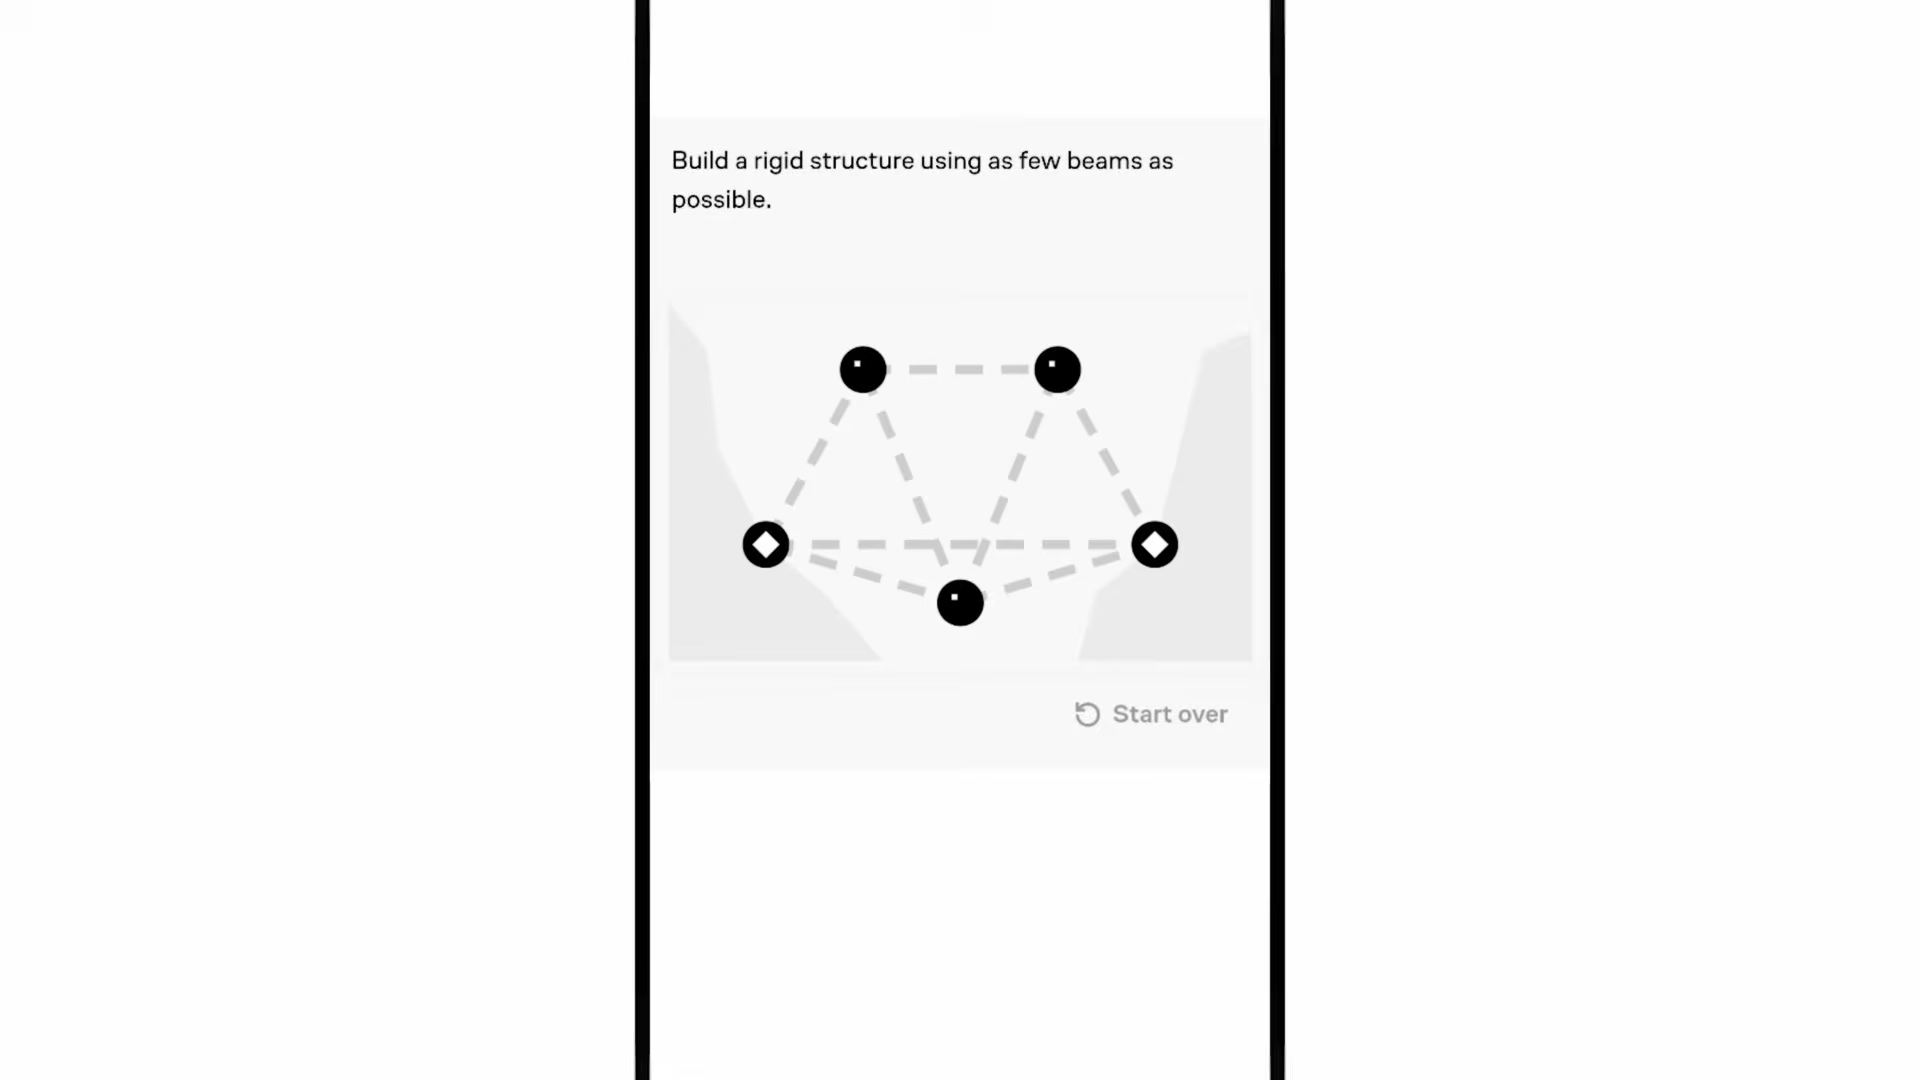 Build a rigid structure using as few beams as
possible.
Start over